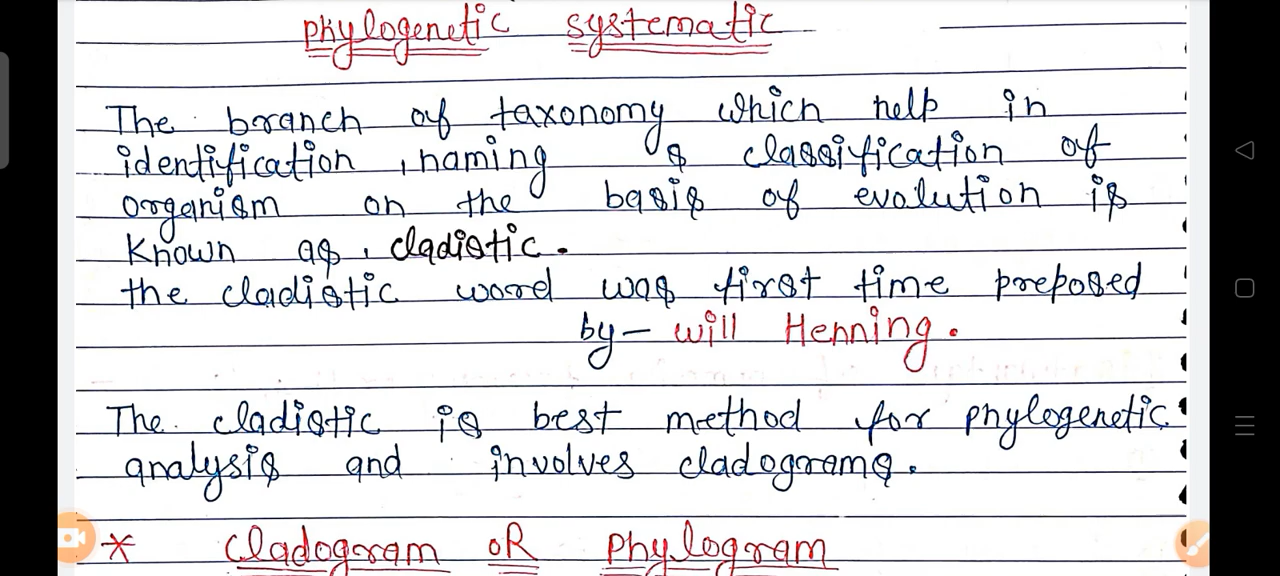 phylogenetic systematic
The branch of taxonomy which help in
identification, naming & classification of
organism on the basis of evolution is
known as, cladistic.
the cladistic word was first time preposed
by- will Henning.
The cladistic is best method for phylogenetic
analysis and involves cladograms.
* cladogram OR phylogram